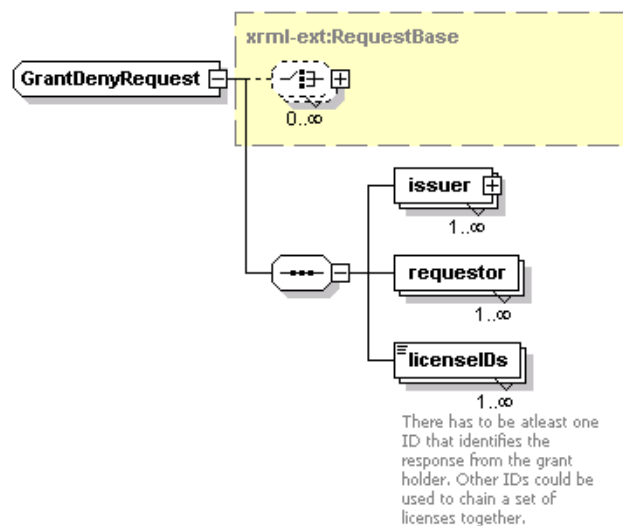 xrml-ext:RequestBase
GrantDenyRequest
0..∞
issuer
1..∞
requestor
1..∞
licenseIDs
1..∞
There has to be atleast one
ID that identifies the
response from the grant
holder. Other IDs could be
used to chain a set of
licenses together.